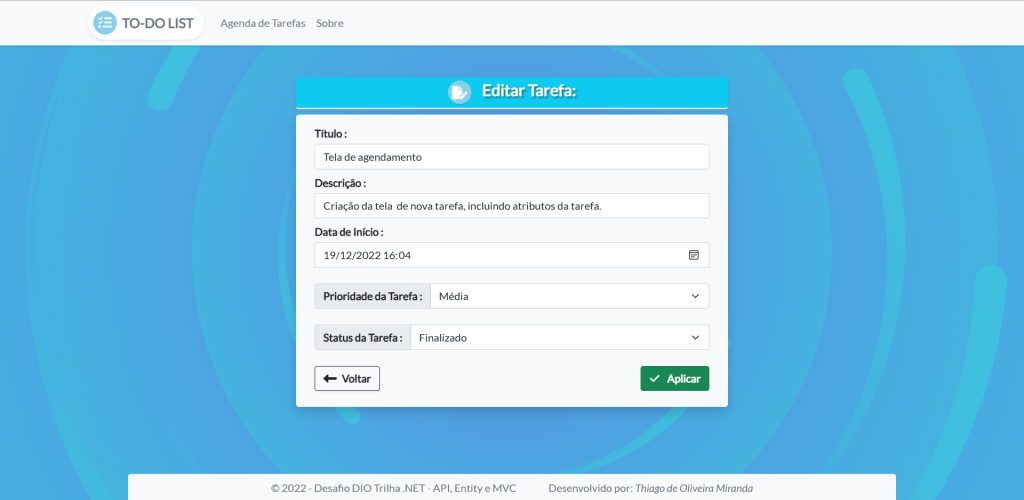 TO-DO LIST Agenda de Tarefas Sobre
Editar Tarefa:
Título :
Tela de agendamento
Descrição :
Criação da tela  de nova tarefa, incluindo atributos da tarefa.
Data de Início :
19/12/2022 16:04
Prioridade da Tarefa : Média
Status da Tarefa : Finalizado
Voltar Aplicar
© 2022 - Desafio DIO Trilha .NET - API, Entity e MVC Desenvolvido por: Thiago de Oliveira Miranda